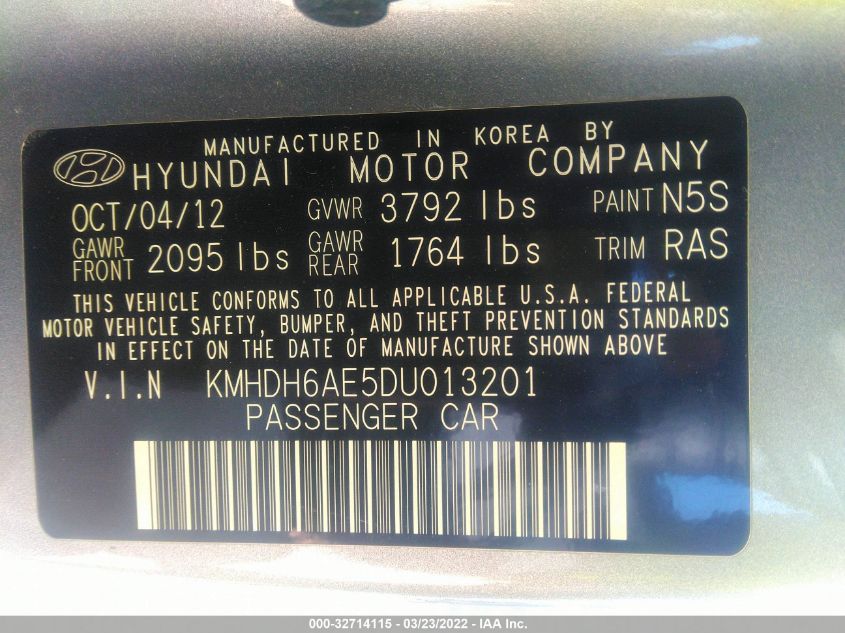 MANUFACTURED IN KOREA BY
HYUNDAI MOTOR COMPANY
OCT/04/12 GVWR 3792 lbs PAINT N5S
GAWR FRONT 2095 lbs GAWR REAR 1764 lbs TRIM RAS
THIS VEHICLE CONFORMS TO ALL APPLICABLE U.S.A. FEDERAL
MOTOR VEHICLE SAFETY, BUMPER, AND THEFT PREVENTION STANDARDS
IN EFFECT ON THE DATE OF MANUFACTURE SHOWN ABOVE
V.I.N KMHDH6AE5DU013201
PASSENGER CAR
000-32714115 - 03/23/2022 - IAA Inc.